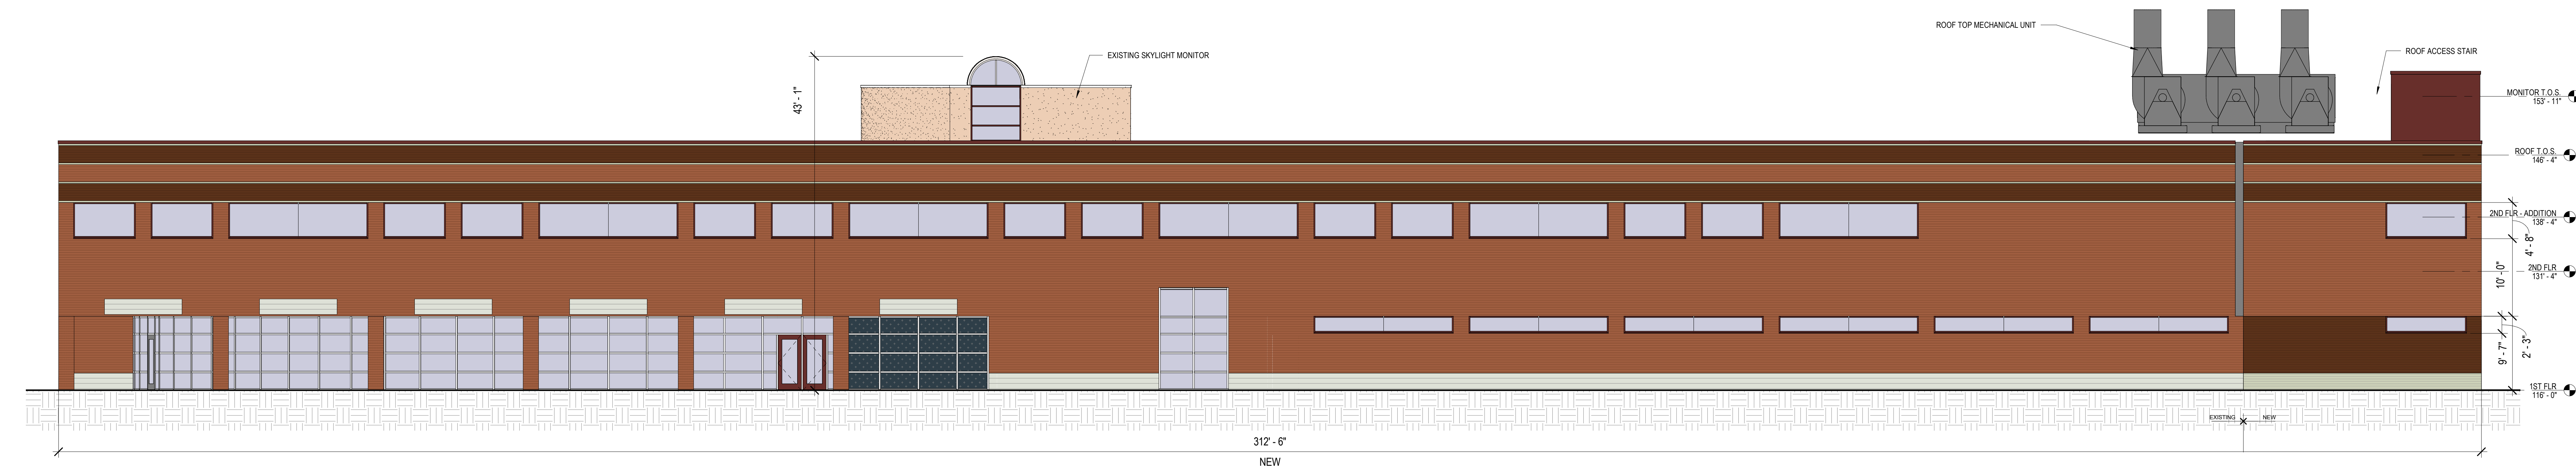 ROOF TOP MECHANICAL UNIT
EXISTING SKYLIGHT MONITOR
ROOF ACCESS STAIR
43' - 1"
MONITOR T.O.S.
153' - 11"
ROOF T.O.S.
146' - 4"
2ND FLR - ADDITION
138' - 4"
4' - 8"
2ND FLR
131' - 4"
10' - 0"
9' - 7"
2' - 3"
1ST FLR
116' - 0"
EXISTING
NEW
312' - 6"
NEW